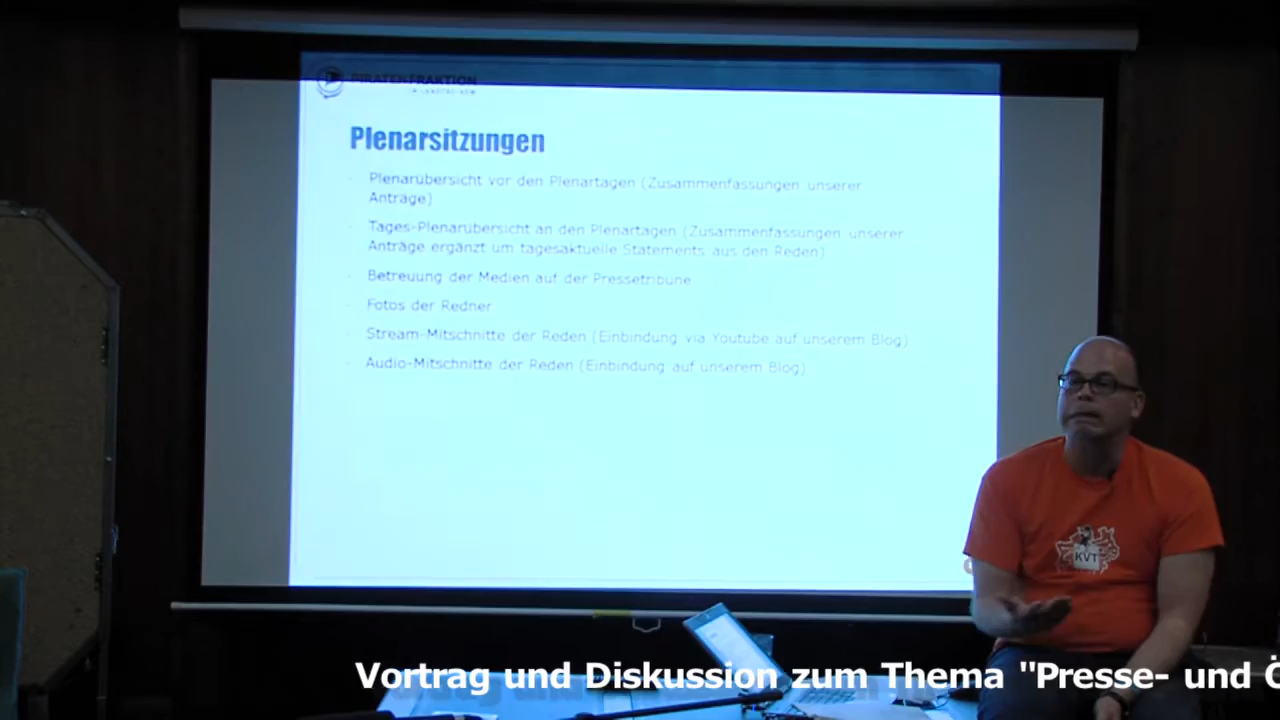 PIRATENFRAKTION
IM LANDTAG NRW
Plenarsitzungen
- Plenarübersicht vor den Plenartagen (Zusammenfassungen unserer
Anträge)
- Tages-Plenarübersicht an den Plenartagen (Zusammenfassungen unserer
Anträge ergänzt um tagesaktuelle Statements aus den Reden)
- Betreuung der Medien auf der Pressetribüne
- Fotos der Redner
- Stream-Mitschnitte der Reden (Einbindung via Youtube auf unserem Blog)
- Audio-Mitschnitte der Reden (Einbindung auf unserem Blog)
KVT
Vortrag und Diskussion zum Thema "Presse- und Ö